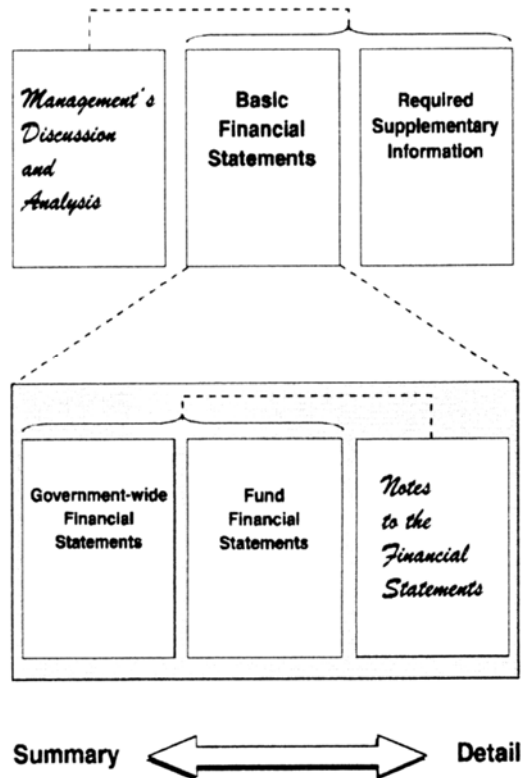 Management's
Discussion
and
Analysis
Basic
Financial
Statements
Required
Supplementary
Information
Government-wide
Financial
Statements
Fund
Financial
Statements
Notes
to the
Financial
Statements
Summary
Detail